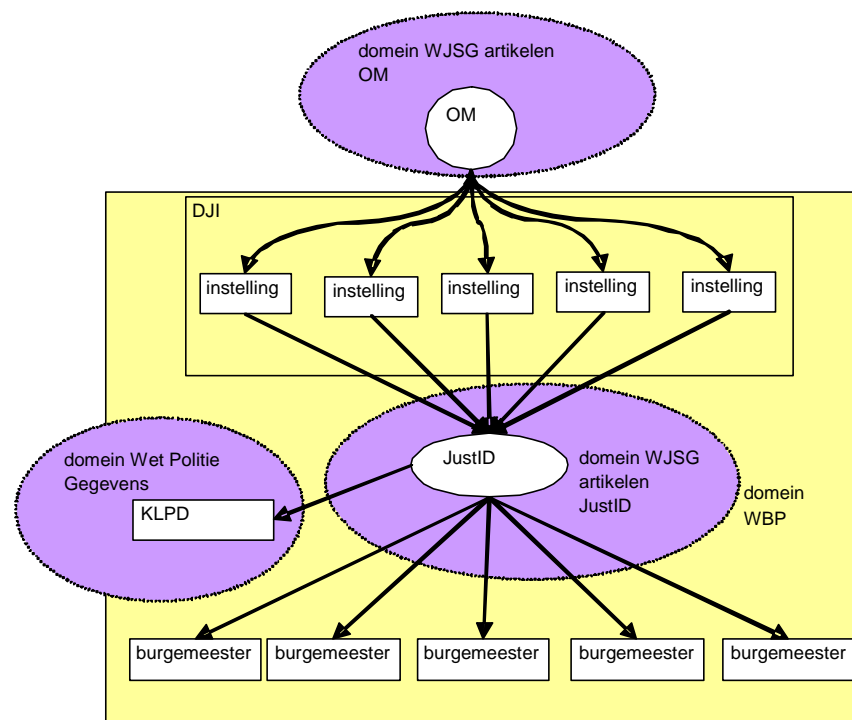 domein WJSG artikelen
OM
OM
DJI
instelling
instelling
instelling
instelling
instelling
JustID
domein WJSG
artikelen
JustID
domein Wet Politie
Gegevens
KLPD
domein
WBP
burgemeester
burgemeester
burgemeester
burgemeester
burgemeester